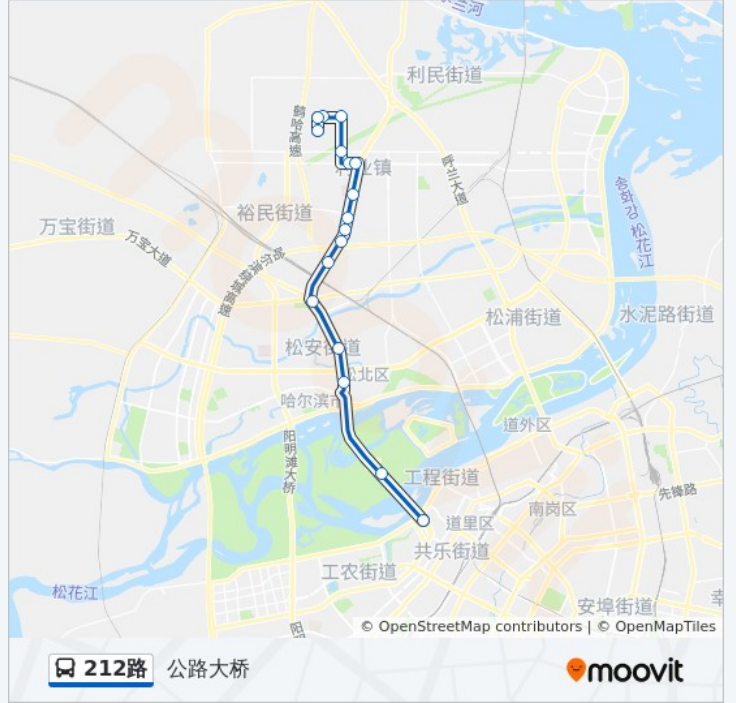 利民街道
鹤哈高速
利业镇
呼兰大道
송화강 松花江
裕民街道
万宝街道
万宝大道
哈尔滨绕城高速
松浦街道
水泥路街道
松安街道
松北区
哈尔滨市
道外区
阳明滩大桥
工程街道
先锋路
南岗区
道里区
共乐街道
工农街道
松花江
安埠街道
© OpenStreetMap contributors | © OpenMapTiles
212路 公路大桥
moovit